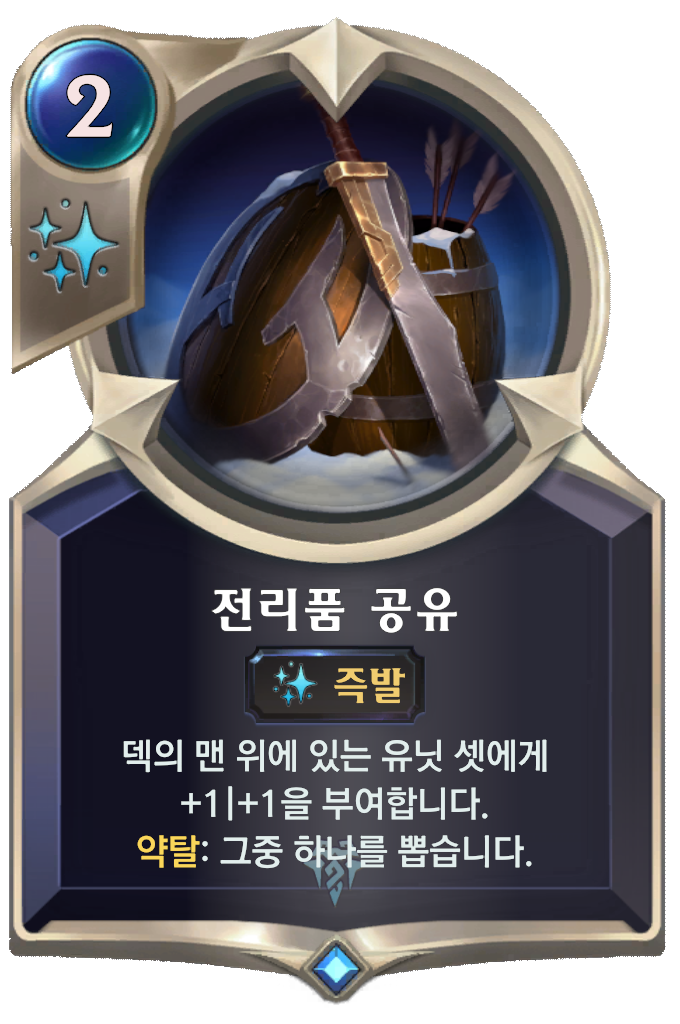 2
전리품 공유
즉발
덱의 맨 위에 있는 유닛 셋에게
+1|+1을 부여합니다.
약탈: 그중 하나를 뽑습니다.